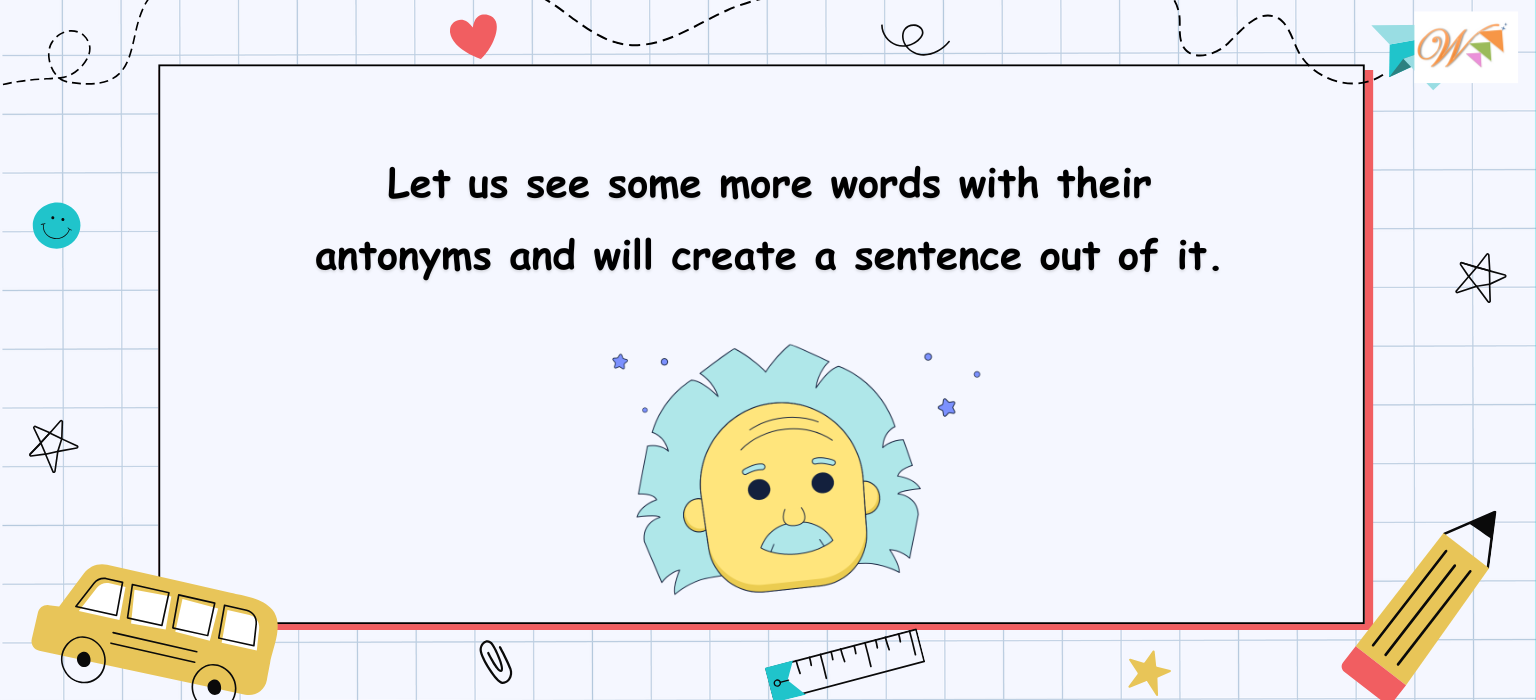 W
Let us see some more words with their
antonyms and will create a sentence out of it.